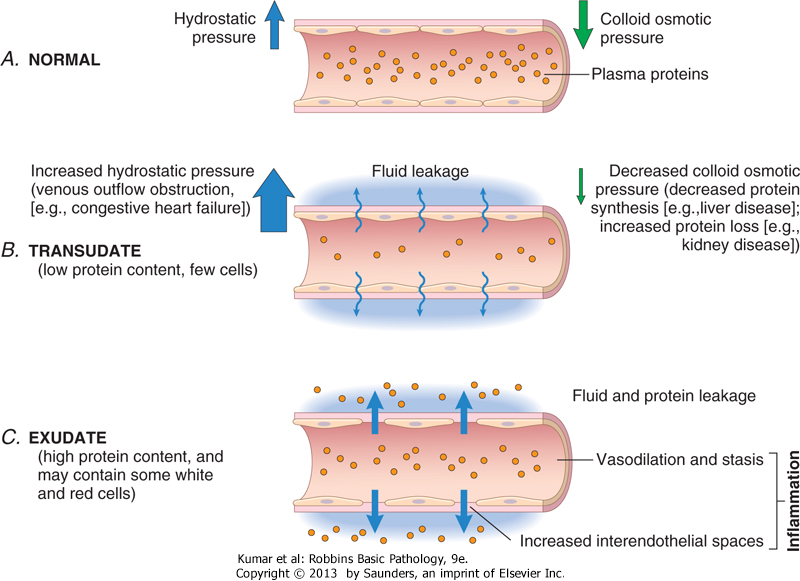 Hydrostatic
pressure
Colloid osmotic
pressure
A. NORMAL
Plasma proteins
Increased hydrostatic pressure
(venous outflow obstruction,
[e.g., congestive heart failure])
Fluid leakage
Decreased colloid osmotic
pressure (decreased protein
synthesis [e.g.,liver disease];
increased protein loss [e.g.,
kidney disease])
B. TRANSUDATE
(low protein content, few cells)
Fluid and protein leakage
C. EXUDATE
(high protein content, and
may contain some white
and red cells)
Vasodilation and stasis
Increased interendothelial spaces
Inflammation
Kumar et al: Robbins Basic Pathology, 9e.
Copyright © 2013 by Saunders, an imprint of Elsevier Inc.